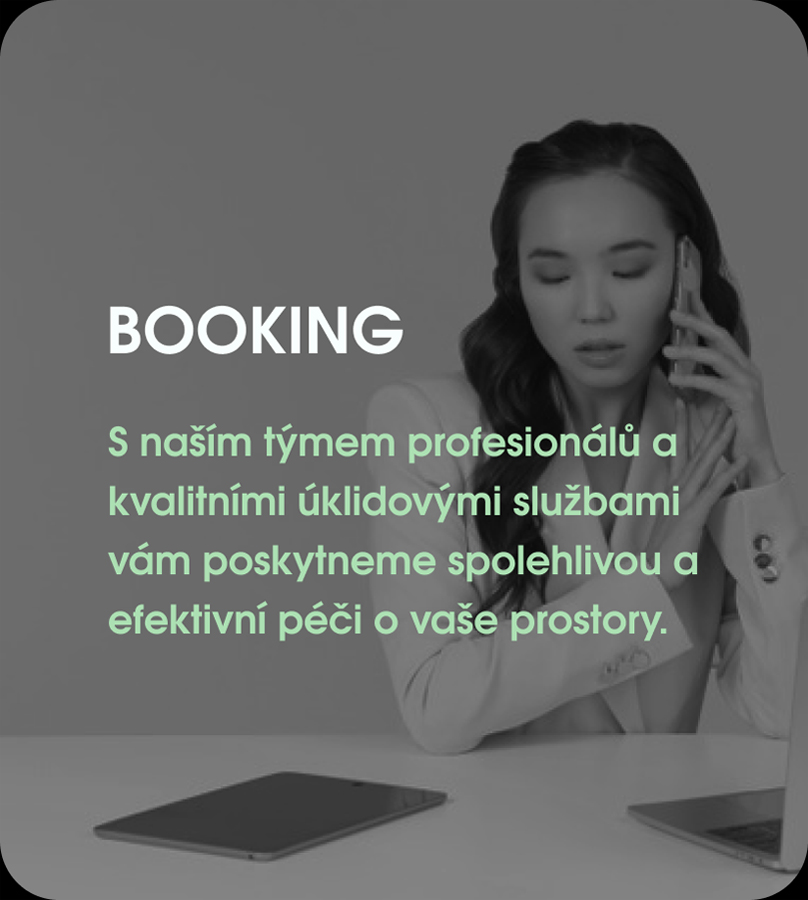 BOOKING
S naším týmem profesionálů a
kvalitními úklidovými službami
vám poskytneme spolehlivou a
efektivní péči o vaše prostory.